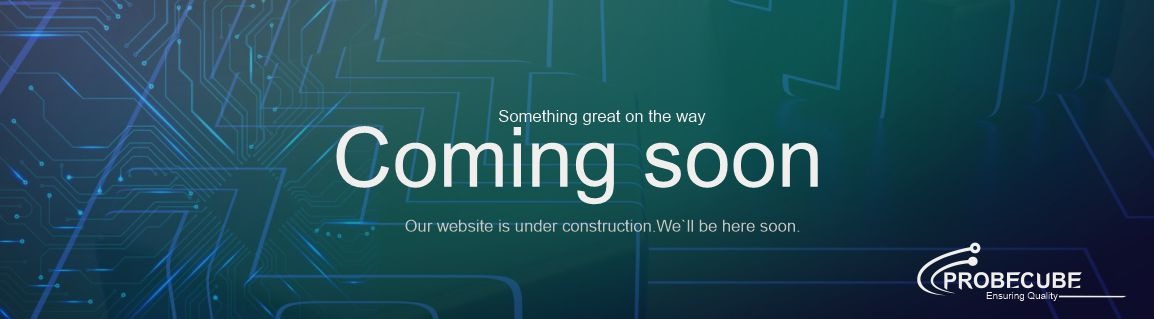 Something great on the way
Coming soon
Our website is under construction.We`ll be here soon.
PROBECUBE
Ensuring Quality